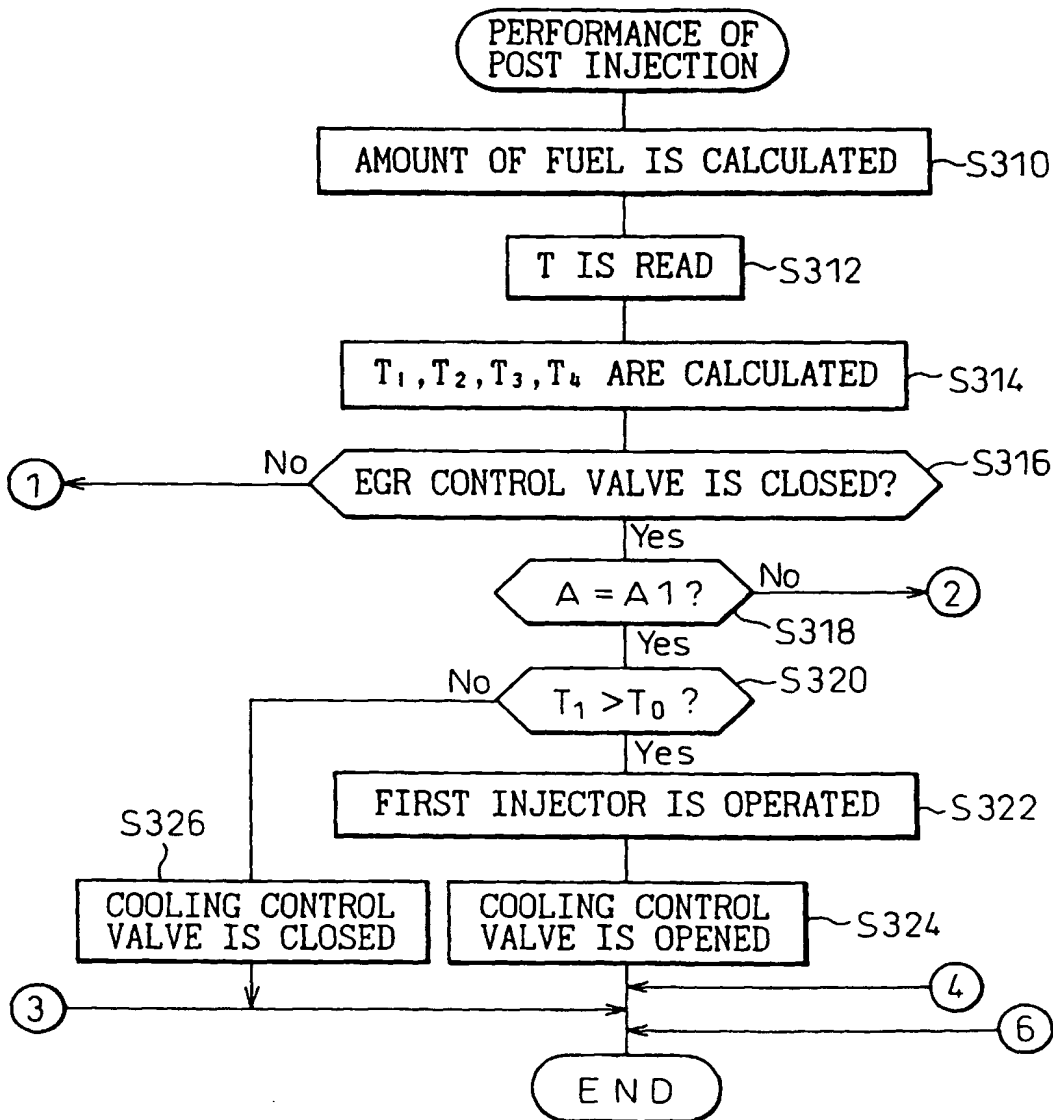 PERFORMANCE OF
POST INJECTION
AMOUNT OF FUEL IS CALCULATED
S310
T IS READ
S312
T₁,T₂,T₃,T₄ ARE CALCULATED
S314
EGR CONTROL VALVE IS CLOSED?
S316
No
1
Yes
A = A1?
No
2
S318
Yes
T₁ >T₀ ?
S320
No
Yes
FIRST INJECTOR IS OPERATED
S322
S326
COOLING CONTROL
VALVE IS CLOSED
COOLING CONTROL
VALVE IS OPENED
S324
4
3
6
END